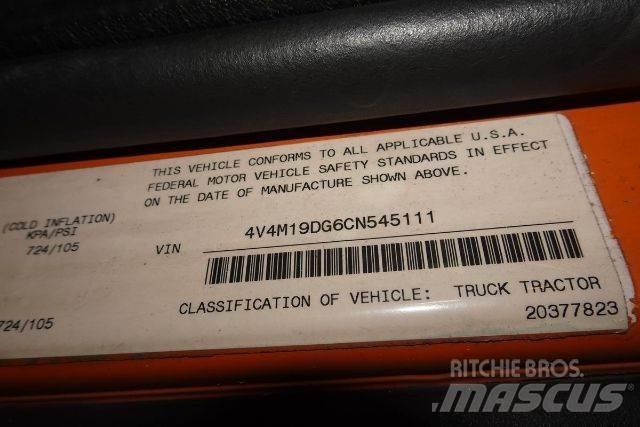 THIS VEHICLE CONFORMS TO ALL APPLICABLE U.S.A.
FEDERAL MOTOR VEHICLE SAFETY STANDARDS IN EFFECT
ON THE DATE OF MANUFACTURE SHOWN ABOVE.
(COLD INFLATION)
KPA/PSI
724/105
VIN 4V4M19DG6CN545111
CLASSIFICATION OF VEHICLE: TRUCK TRACTOR
724/105
20377823
RITCHIE BROS.
MASCUS